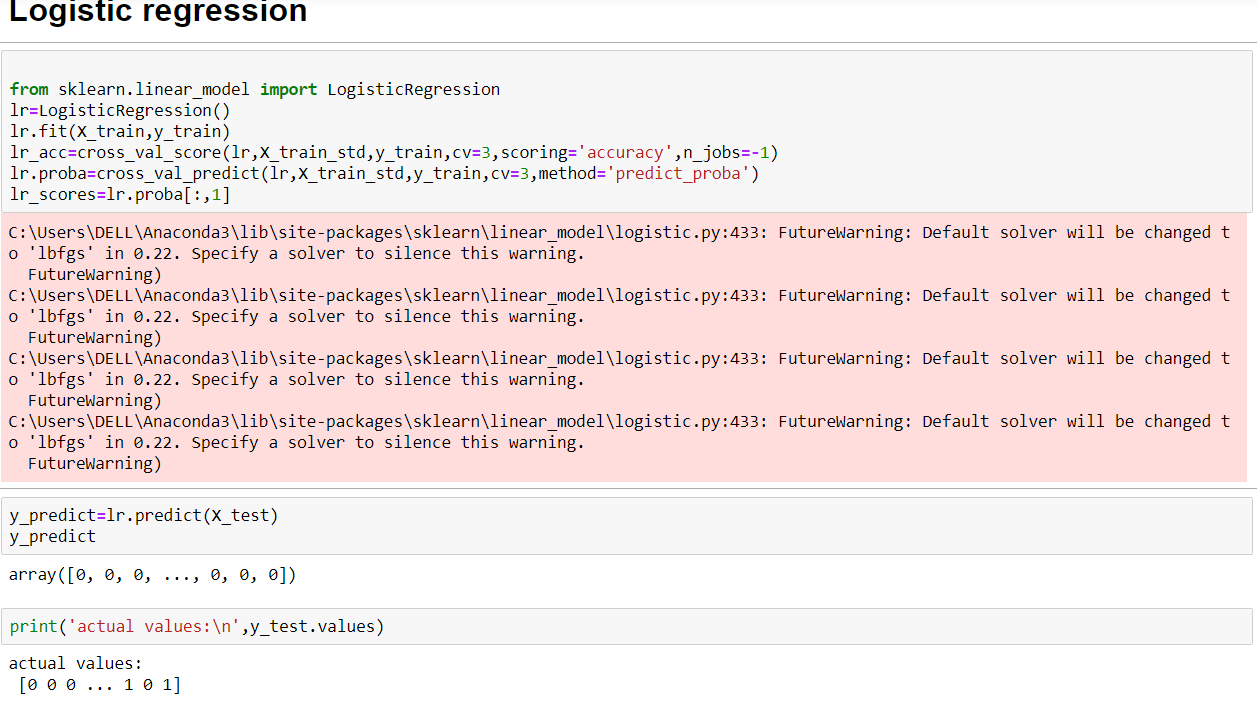 Logistic regression
from sklearn.linear_model import LogisticRegression
lr=LogisticRegression()
lr.fit(X_train,y_train)
lr_acc=cross_val_score(lr,X_train_std,y_train,cv=3,scoring='accuracy',n_jobs=-1)
lr.proba=cross_val_predict(lr,X_train_std,y_train,cv=3,method='predict_proba')
lr_scores=lr.proba[:,1]
C:\Users\DELL\Anaconda3\lib\site-packages\sklearn\linear_model\logistic.py:433: FutureWarning: Default solver will be changed t
o 'lbfgs' in 0.22. Specify a solver to silence this warning.
  FutureWarning)
C:\Users\DELL\Anaconda3\lib\site-packages\sklearn\linear_model\logistic.py:433: FutureWarning: Default solver will be changed t
o 'lbfgs' in 0.22. Specify a solver to silence this warning.
  FutureWarning)
C:\Users\DELL\Anaconda3\lib\site-packages\sklearn\linear_model\logistic.py:433: FutureWarning: Default solver will be changed t
o 'lbfgs' in 0.22. Specify a solver to silence this warning.
  FutureWarning)
C:\Users\DELL\Anaconda3\lib\site-packages\sklearn\linear_model\logistic.py:433: FutureWarning: Default solver will be changed t
o 'lbfgs' in 0.22. Specify a solver to silence this warning.
  FutureWarning)
y_predict=lr.predict(X_test)
y_predict
array([0, 0, 0, ..., 0, 0, 0])
print('actual values:\n',y_test.values)
actual values:
 [0 0 0 ... 1 0 1]